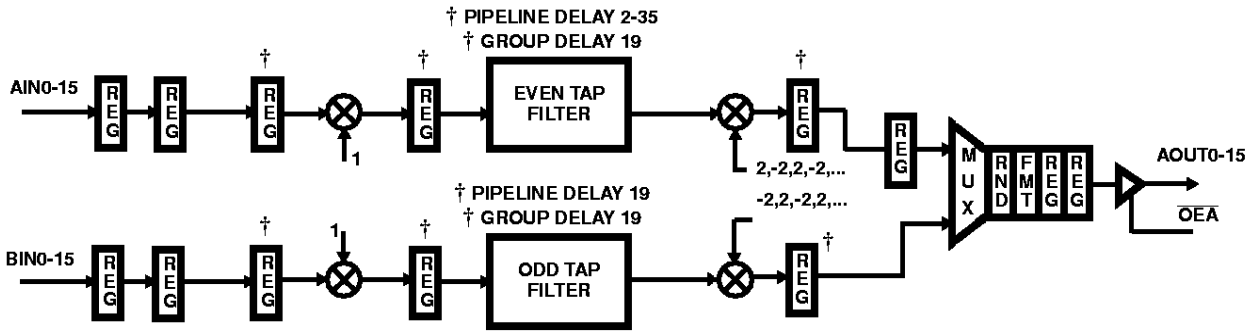 † PIPELINE DELAY 2-35
† GROUP DELAY 19
AIN0-15
REG
REG
†
REG
1
†
REG
EVEN TAP
FILTER
2,-2,2,-2,...
†
REG
REG
MUX
RND
FMT
REG
REG
AOUT0-15
OEA
† PIPELINE DELAY 19
† GROUP DELAY 19
BIN0-15
REG
REG
†
REG
1
†
REG
ODD TAP
FILTER
-2,2,-2,2,...
†
REG